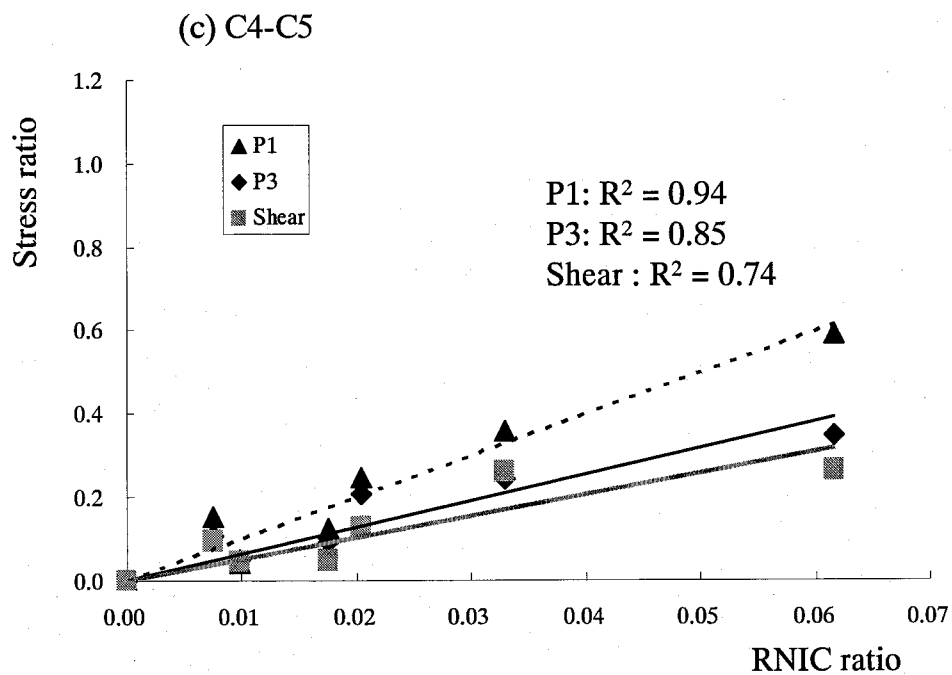 (c) C4-C5
Stress ratio
1.2
1.0
0.8
0.6
0.4
0.2
0.0
P1
P3
Shear
P1: R² = 0.94
P3: R² = 0.85
Shear : R² = 0.74
0.00 0.01 0.02 0.03 0.04 0.05 0.06 0.07
RNIC ratio